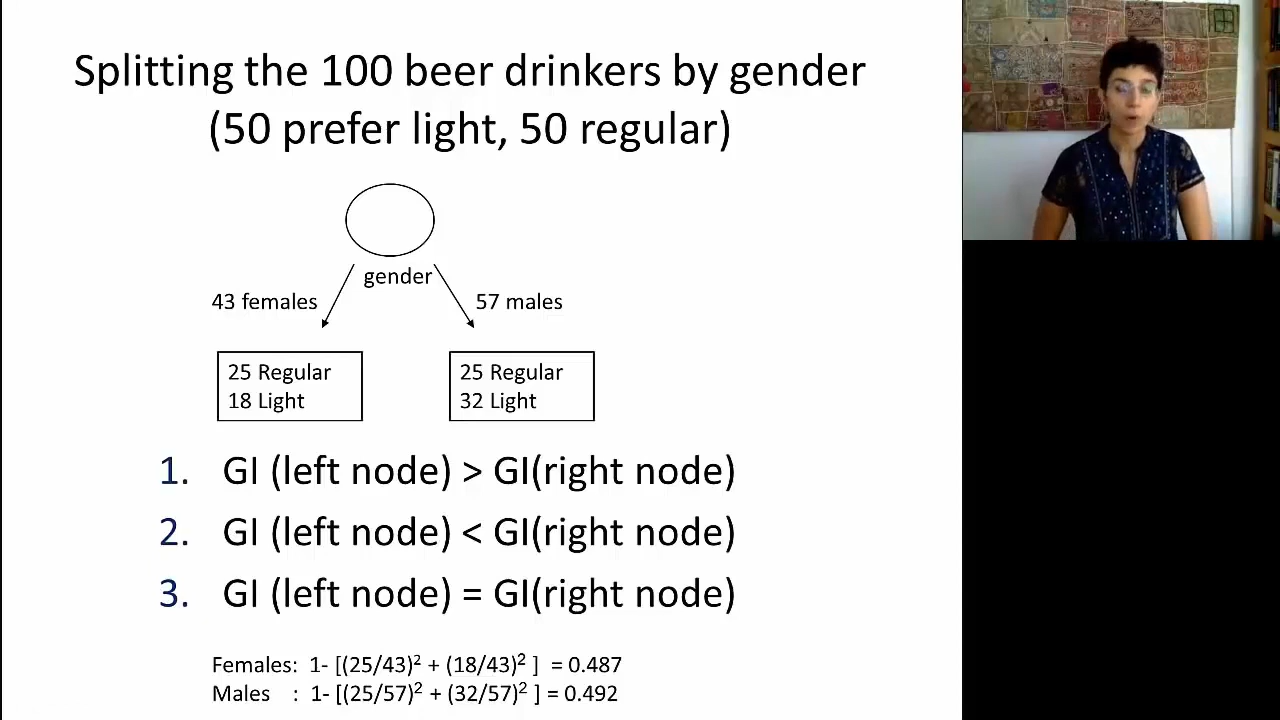 Splitting the 100 beer drinkers by gender
(50 prefer light, 50 regular)
gender
43 females
57 males
25 Regular
18 Light
25 Regular
32 Light
1. GI (left node) > GI(right node)
2. GI (left node) < GI(right node)
3. GI (left node) = GI(right node)
Females: 1- [(25/43)² + (18/43)² ] = 0.487
Males : 1- [(25/57)² + (32/57)² ] = 0.492